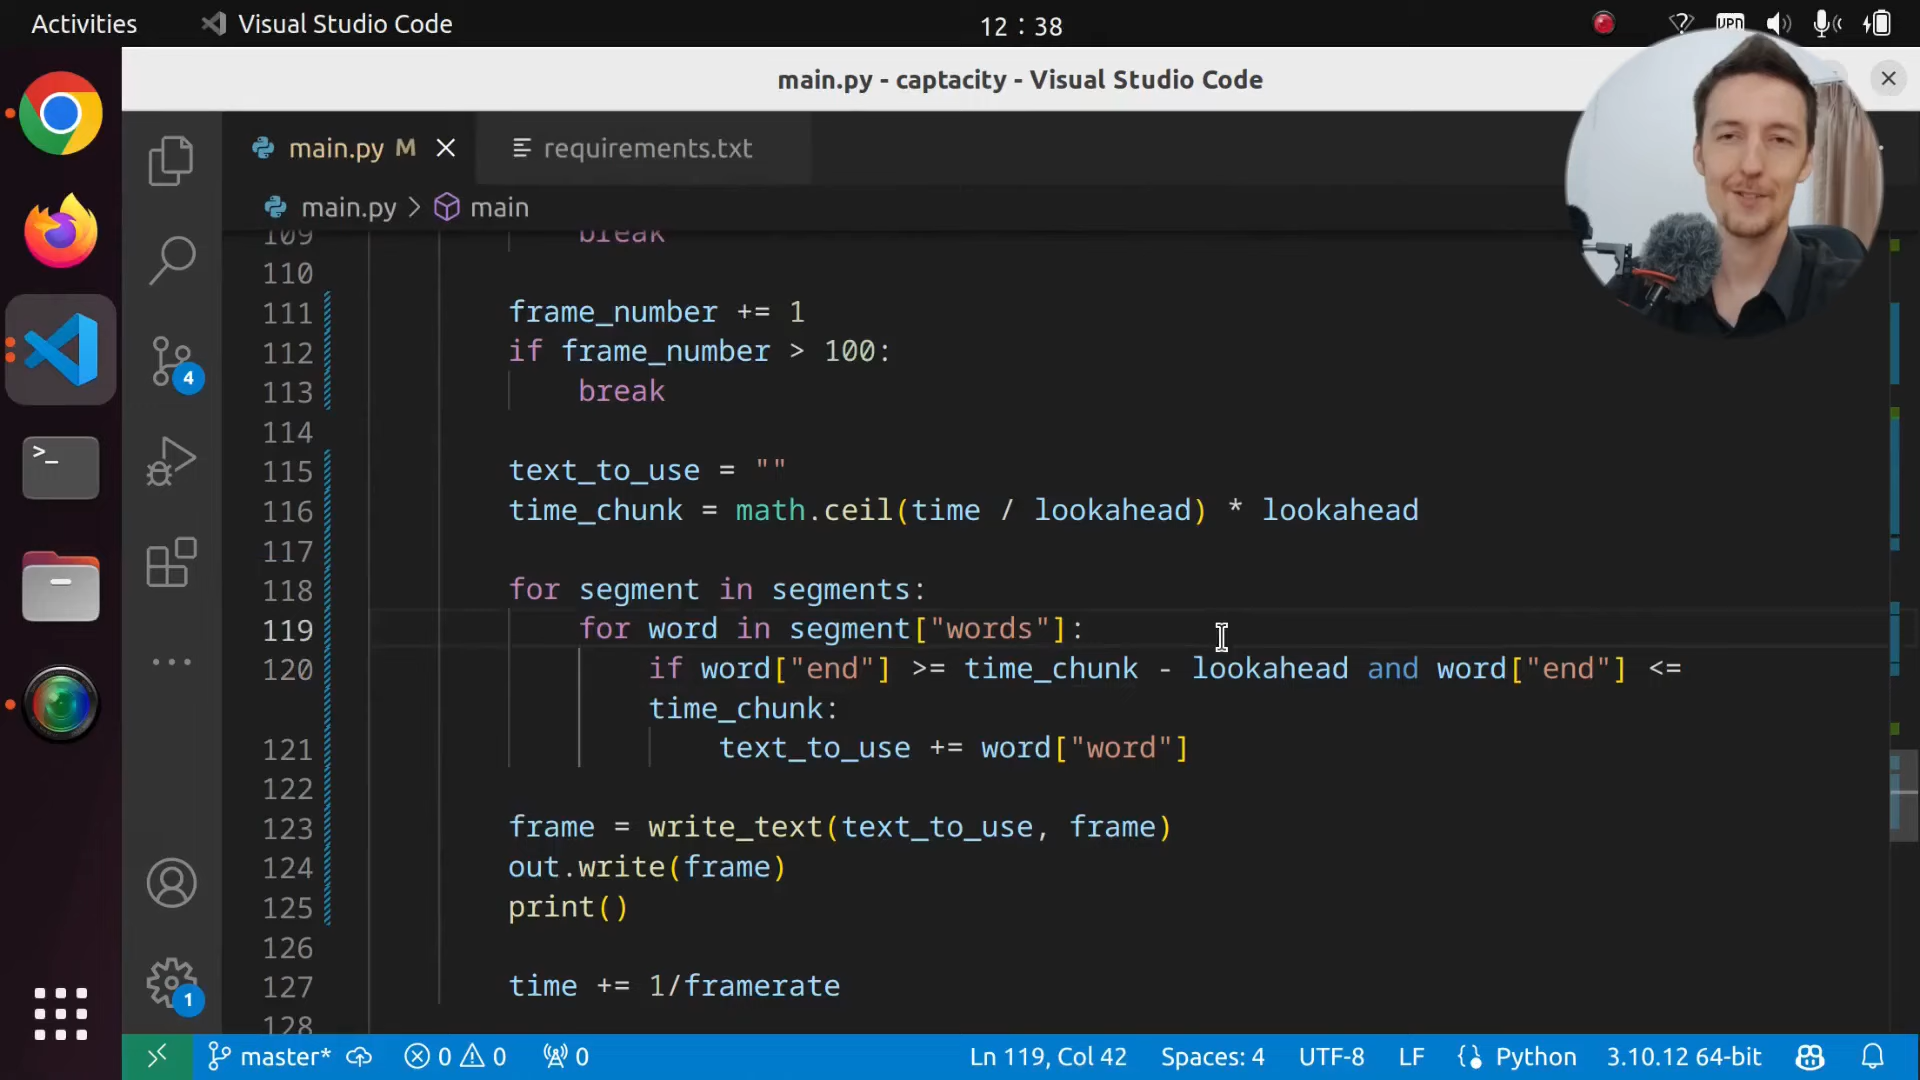 Activities
Visual Studio Code
12 : 38
VPN
main.py - captacity - Visual Studio Code
main.py M
requirements.txt
main.py > main
109 break
110
111 frame_number += 1
112 if frame_number > 100:
113 break
114
115 text_to_use = ""
116 time_chunk = math.ceil(time / lookahead) * lookahead
117
118 for segment in segments:
119 for word in segment["words"]:
120 if word["end"] >= time_chunk - lookahead and word["end"] <=
time_chunk:
121 text_to_use += word["word"]
122
123 frame = write_text(text_to_use, frame)
124 out.write(frame)
125 print()
126
127 time += 1/framerate
128
4
1
>_
master*
0
0
0
Ln 119, Col 42
Spaces: 4
UTF-8
LF
Python
3.10.12 64-bit